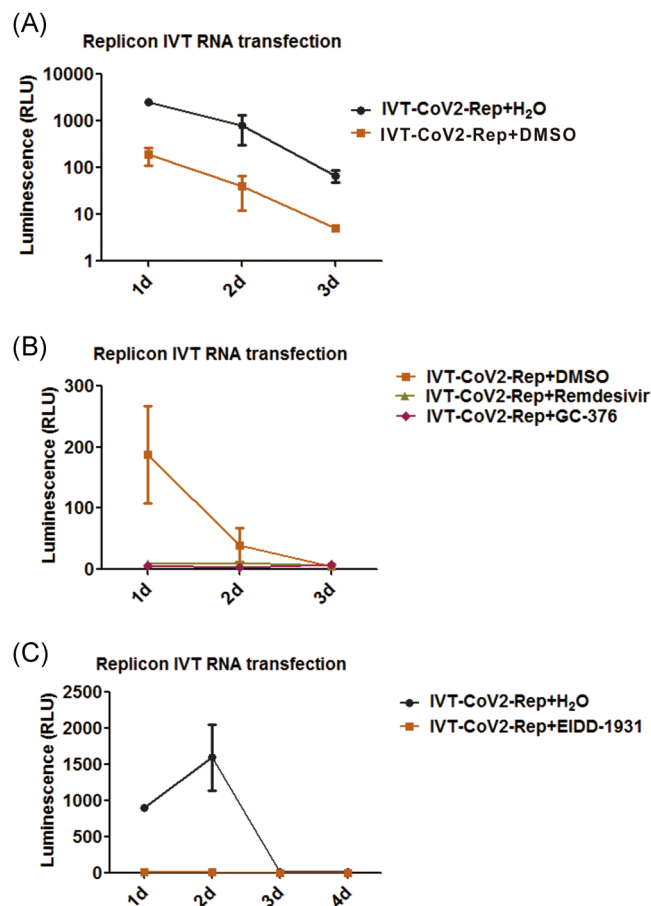 (A)
Replicon IVT RNA transfection
Luminescence (RLU)
10000
1000
100
10
1
1d
2d
3d
IVT-CoV2-Rep+H₂O
IVT-CoV2-Rep+DMSO
(B)
Replicon IVT RNA transfection
Luminescence (RLU)
300
200
100
0
1d
2d
3d
IVT-CoV2-Rep+DMSO
IVT-CoV2-Rep+Remdesivir
IVT-CoV2-Rep+GC-376
(C)
Replicon IVT RNA transfection
Luminescence (RLU)
2500
2000
1500
1000
500
0
1d
2d
3d
4d
IVT-CoV2-Rep+H₂O
IVT-CoV2-Rep+EIDD-1931